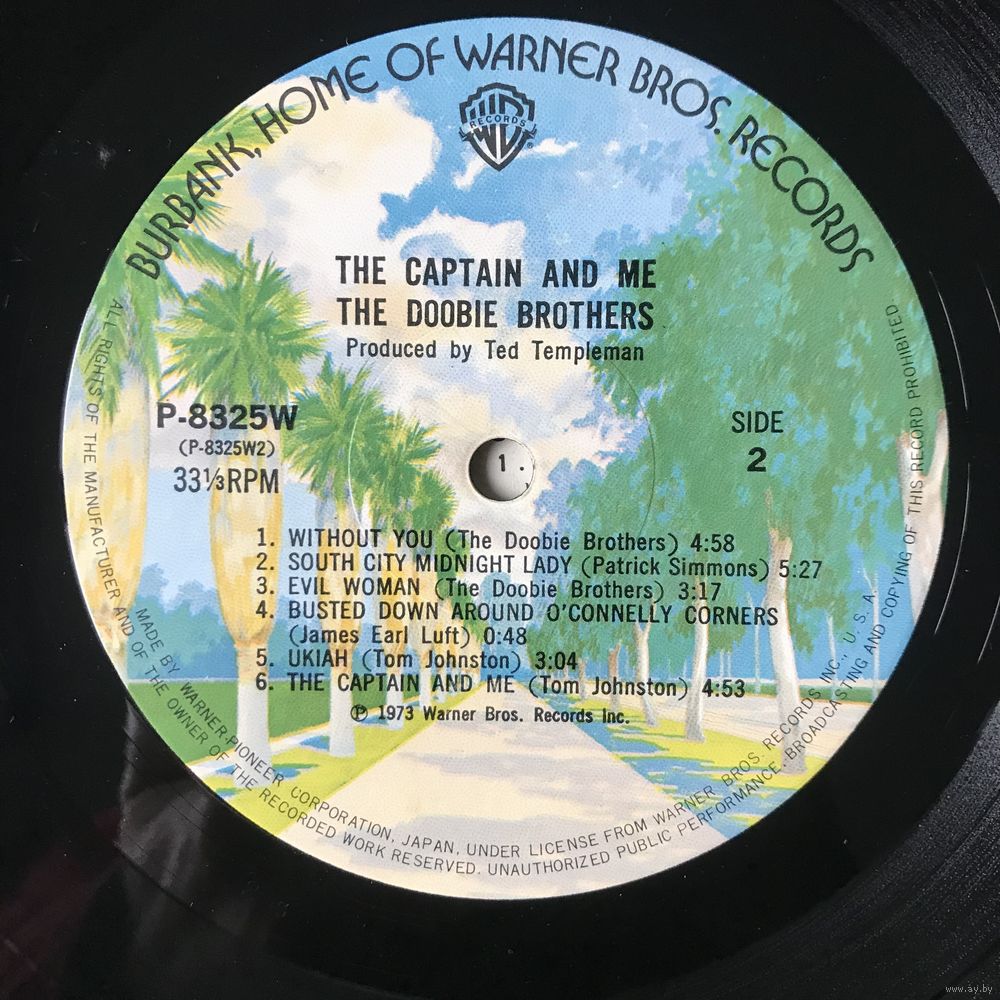 BURBANK, HOME OF WARNER BROS. RECORDS
RECORDS
®
THE CAPTAIN AND ME
THE DOOBIE BROTHERS
Produced by Ted Templeman
P-8325W
(P-8325W2)
33⅓RPM
SIDE
2
1.
1. WITHOUT YOU (The Doobie Brothers) 4:58
2. SOUTH CITY MIDNIGHT LADY (Patrick Simmons) 5:27
3. EVIL WOMAN (The Doobie Brothers) 3:17
4. BUSTED DOWN AROUND O'CONNELLY CORNERS
(James Earl Luft) 0:48
5. UKIAH (Tom Johnston) 3:04
6. THE CAPTAIN AND ME (Tom Johnston) 4:53
℗ 1973 Warner Bros. Records Inc.
MADE BY WARNER-PIONEER CORPORATION, JAPAN, UNDER LICENSE FROM WARNER BROS. RECORDS INC., U.S.A.
ALL RIGHTS OF THE MANUFACTURER AND OF THE OWNER OF THE RECORDED WORK RESERVED. UNAUTHORIZED PUBLIC PERFORMANCE, BROADCASTING AND COPYING OF THIS RECORD PROHIBITED
www.ay.by